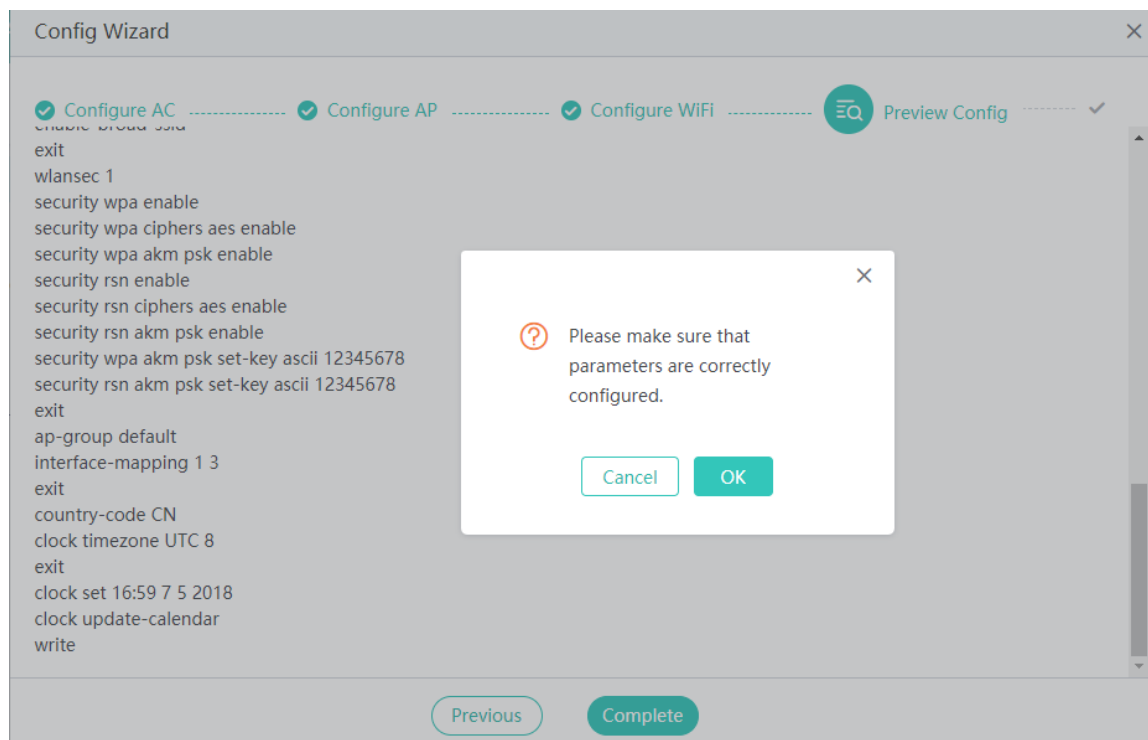 Config Wizard
Configure AC
Configure AP
Configure WiFi
Preview Config
enable-broad-ssid
exit
wlansec 1
security wpa enable
security wpa ciphers aes enable
security wpa akm psk enable
security rsn enable
security rsn ciphers aes enable
security rsn akm psk enable
security wpa akm psk set-key ascii 12345678
security rsn akm psk set-key ascii 12345678
exit
ap-group default
interface-mapping 1 3
exit
country-code CN
clock timezone UTC 8
exit
clock set 16:59 7 5 2018
clock update-calendar
write
Please make sure that
parameters are correctly
configured.
Cancel
OK
Previous
Complete